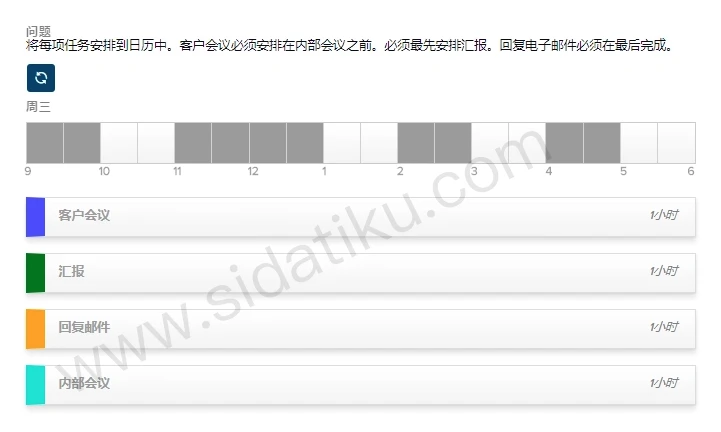 问题
将每项任务安排到日历中。客户会议必须安排在内部会议之前。必须最先安排汇报。回复电子邮件必须在最后完成。
周三
9 10 11 12 1 2 3 4 5 6
客户会议 1小时
汇报 1小时
回复邮件 1小时
内部会议 1小时
www.sidatiku.com